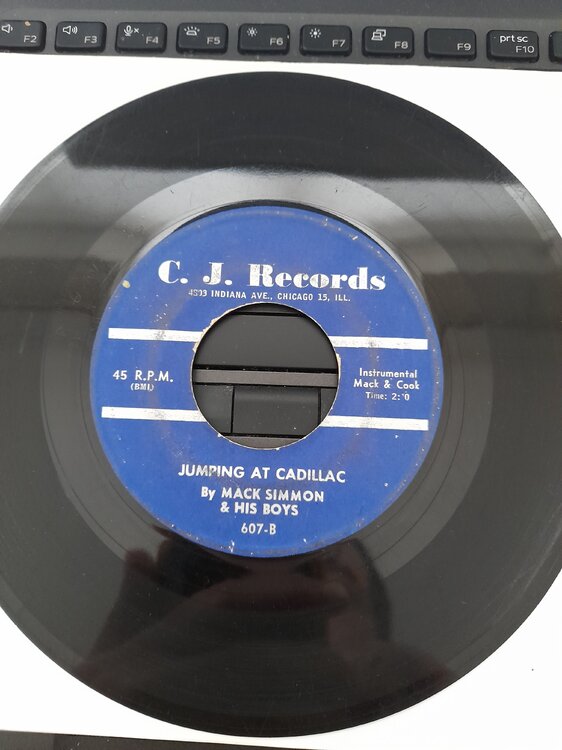 F2 F3 F4 F5 F6 F7 F8 F9 prt sc F10
C. J. Records
INDIANA AVE., CHICAGO 15, ILL.
45 R.P.M.
(BMI)
Instrumental
Mack & Cook
Time:
JUMPING AT CADILLAC
By MACK SIMMON
& HIS BOYS
607-B